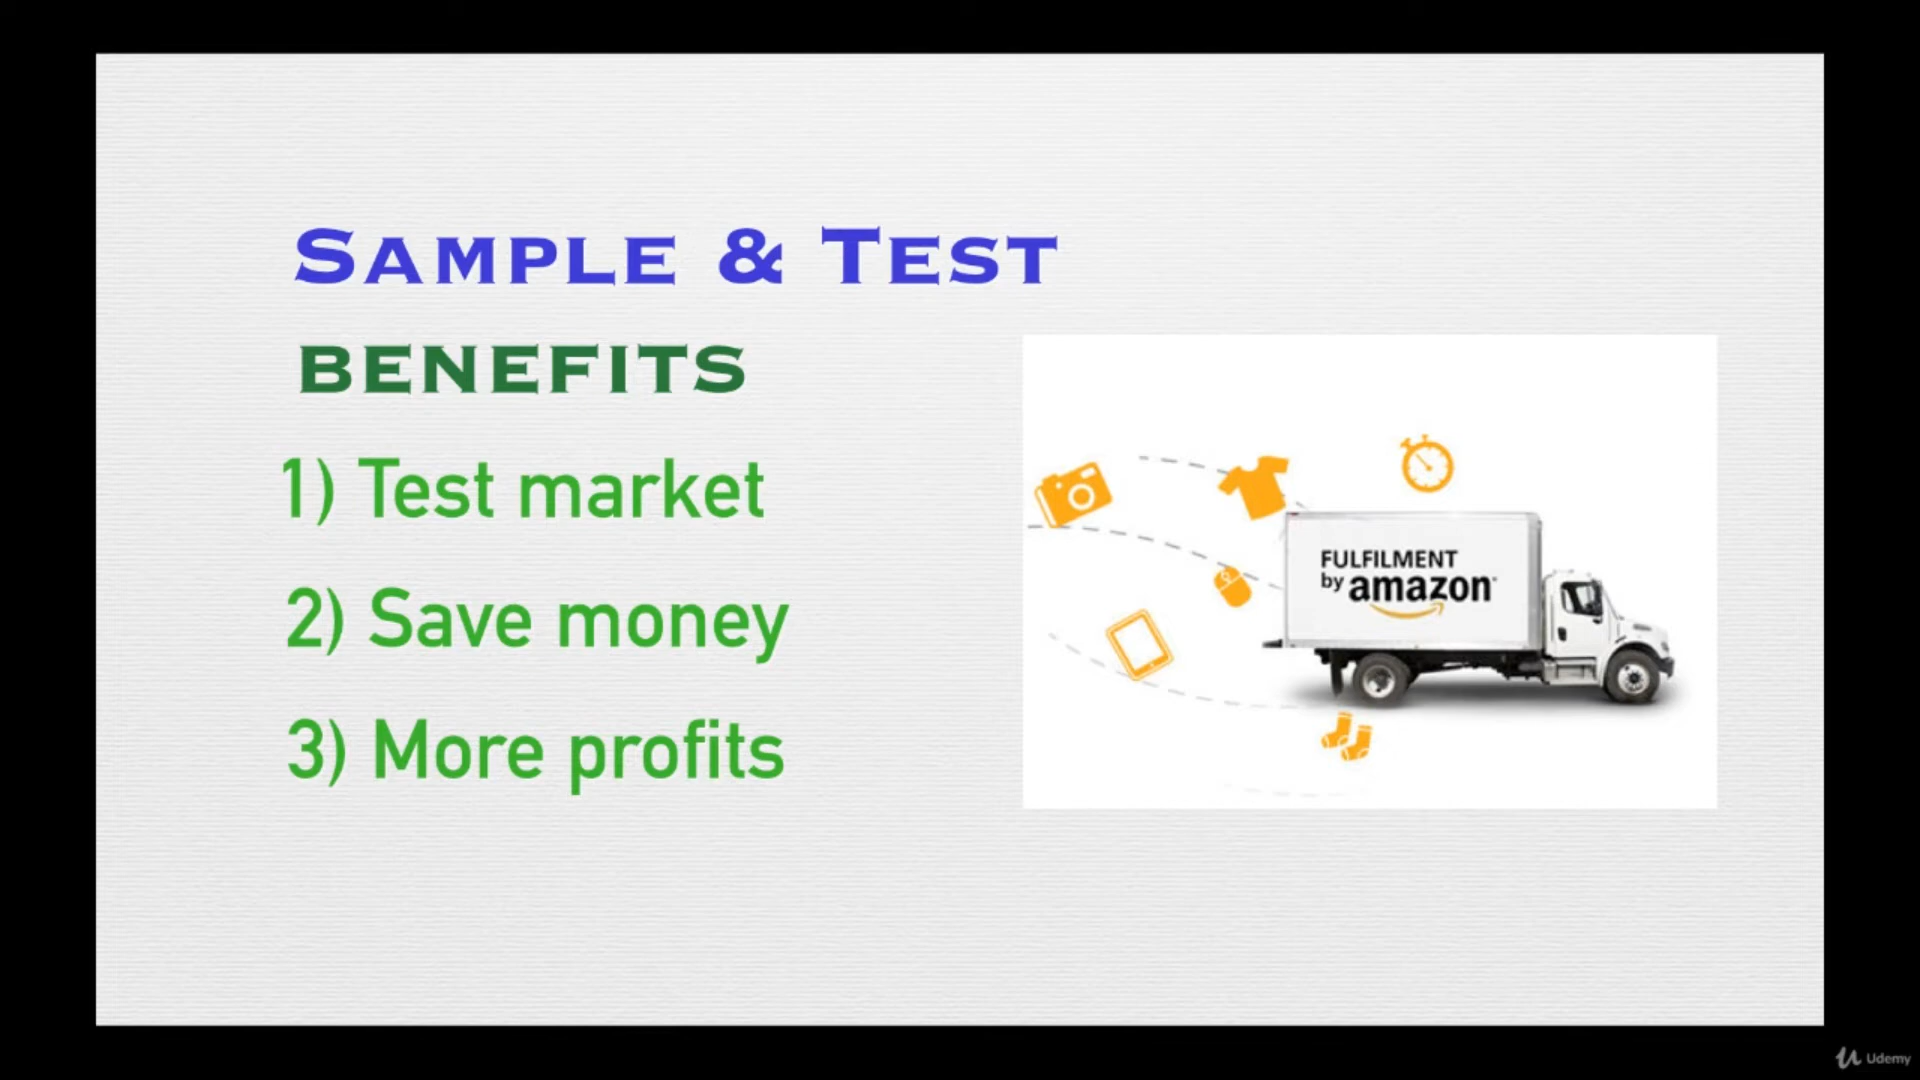 Sample & Test
BENEFITS
1) Test market
2) Save money
3) More profits
FULFILMENT
by amazon
Udemy